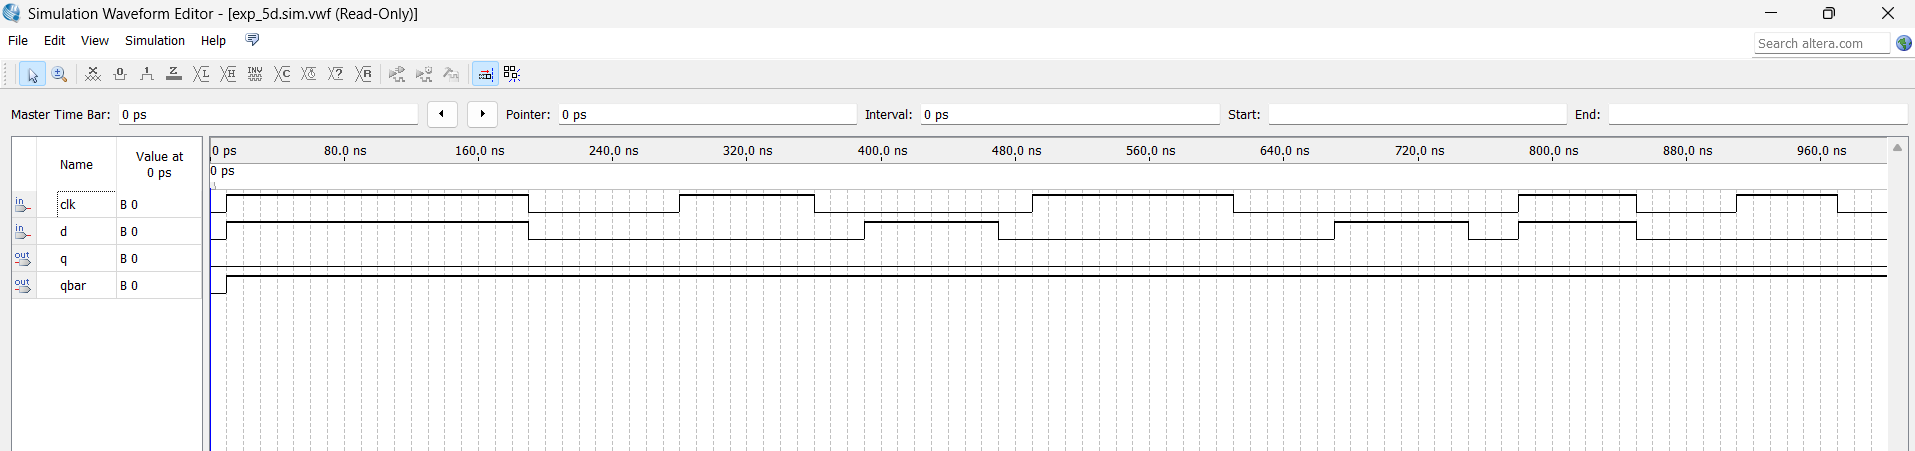 Simulation Waveform Editor - [exp_5d.sim.vwf (Read-Only)]
File Edit View Simulation Help
Search altera.com
Master Time Bar: 0 ps Pointer: 0 ps Interval: 0 ps Start: End:
Name Value at 0 ps
0 ps 80.0 ns 160.0 ns 240.0 ns 320.0 ns 400.0 ns 480.0 ns 560.0 ns 640.0 ns 720.0 ns 800.0 ns 880.0 ns 960.0 ns
0 ps
in clk B 0
in d B 0
out q B 0
out qbar B 0